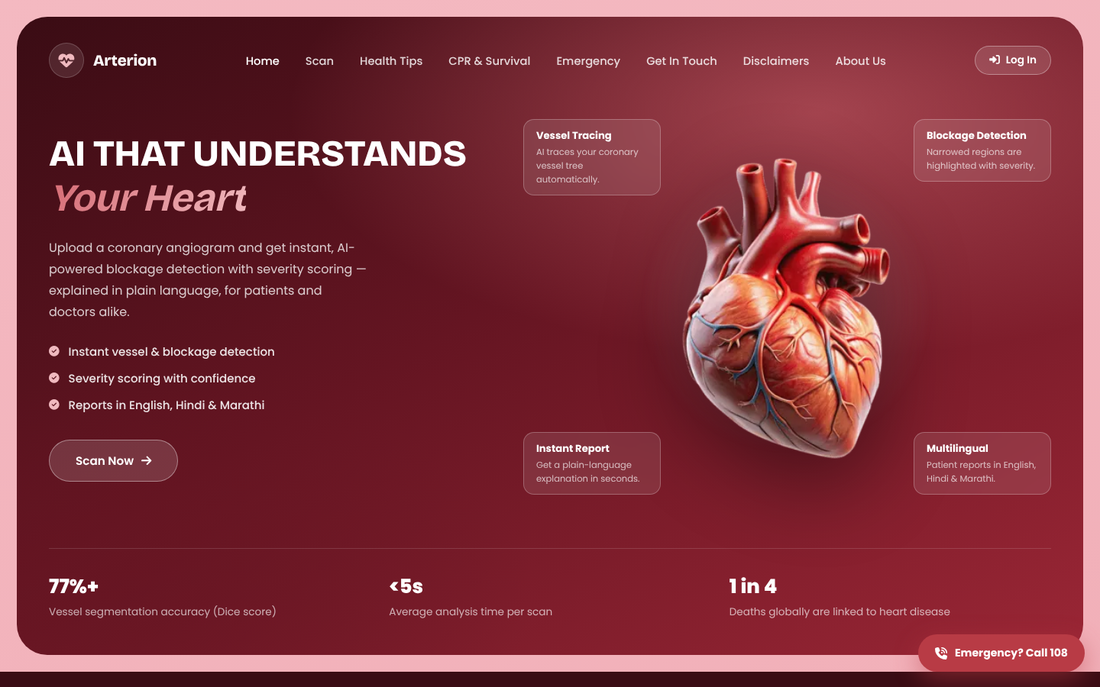 Arterion
Home
Scan
Health Tips
CPR & Survival
Emergency
Get In Touch
Disclaimers
About Us
Log In
AI THAT UNDERSTANDS
Your Heart
Upload a coronary angiogram and get instant, AI-
powered blockage detection with severity scoring —
explained in plain language, for patients and
doctors alike.
Instant vessel & blockage detection
Severity scoring with confidence
Reports in English, Hindi & Marathi
Scan Now
Vessel Tracing
AI traces your coronary
vessel tree
automatically.
Blockage Detection
Narrowed regions are
highlighted with severity.
Instant Report
Get a plain-language
explanation in seconds.
Multilingual
Patient reports in English,
Hindi & Marathi.
77%+
Vessel segmentation accuracy (Dice score)
<5s
Average analysis time per scan
1 in 4
Deaths globally are linked to heart disease
Emergency? Call 108